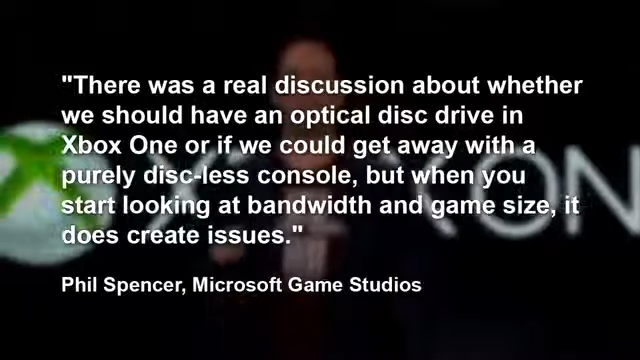 "There was a real discussion about whether
we should have an optical disc drive in
Xbox One or if we could get away with a
purely disc-less console, but when you
start looking at bandwidth and game size, it
does create issues."
Phil Spencer, Microsoft Game Studios